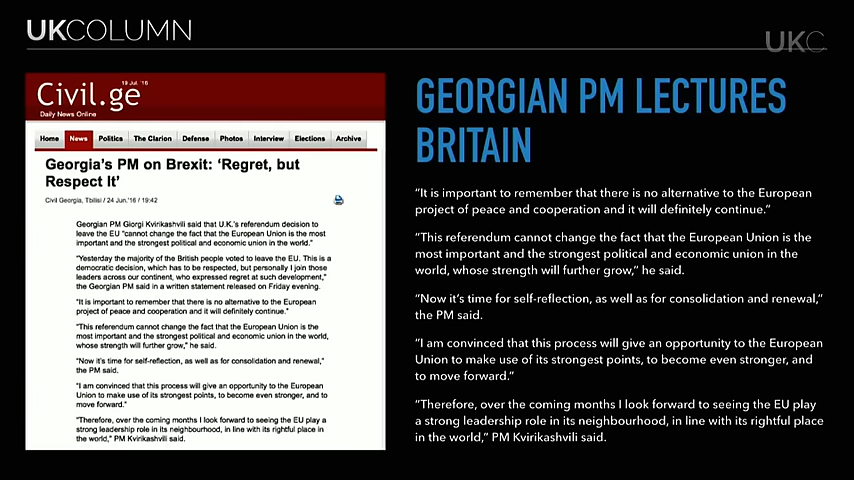 UKCOLUMN
UKC
19 Jul. '16
Civil.ge
Daily News Online
Home News Politics The Clarion Defense Photos Interview Elections Archive
Georgia's PM on Brexit: 'Regret, but
Respect It'
Civil Georgia, Tbilisi / 24 Jun.'16 / 19:42
Georgian PM Giorgi Kvirikashvili said that U.K.'s referendum decision to
leave the EU "cannot change the fact that the European Union is the most
important and the strongest political and economic union in the world."
"Yesterday the majority of the British people voted to leave the EU. This is a
democratic decision, which has to be respected, but personally I join those
leaders across our continent, who expressed regret at such development,"
the Georgian PM said in a written statement released on Friday evening.
"It is important to remember that there is no alternative to the European
project of peace and cooperation and it will definitely continue."
"This referendum cannot change the fact that the European Union is the
most important and the strongest political and economic union in the world,
whose strength will further grow," he said.
"Now it's time for self-reflection, as well as for consolidation and renewal,"
the PM said.
"I am convinced that this process will give an opportunity to the European
Union to make use of its strongest points, to become even stronger, and to
move forward."
"Therefore, over the coming months I look forward to seeing the EU play a
strong leadership role in its neighbourhood, in line with its rightful place in
the world," PM Kvirikashvili said.
GEORGIAN PM LECTURES
BRITAIN
"It is important to remember that there is no alternative to the European
project of peace and cooperation and it will definitely continue."
"This referendum cannot change the fact that the European Union is the
most important and the strongest political and economic union in the
world, whose strength will further grow," he said.
"Now it's time for self-reflection, as well as for consolidation and renewal,"
the PM said.
"I am convinced that this process will give an opportunity to the European
Union to make use of its strongest points, to become even stronger, and
to move forward."
"Therefore, over the coming months I look forward to seeing the EU play
a strong leadership role in its neighbourhood, in line with its rightful place
in the world," PM Kvirikashvili said.